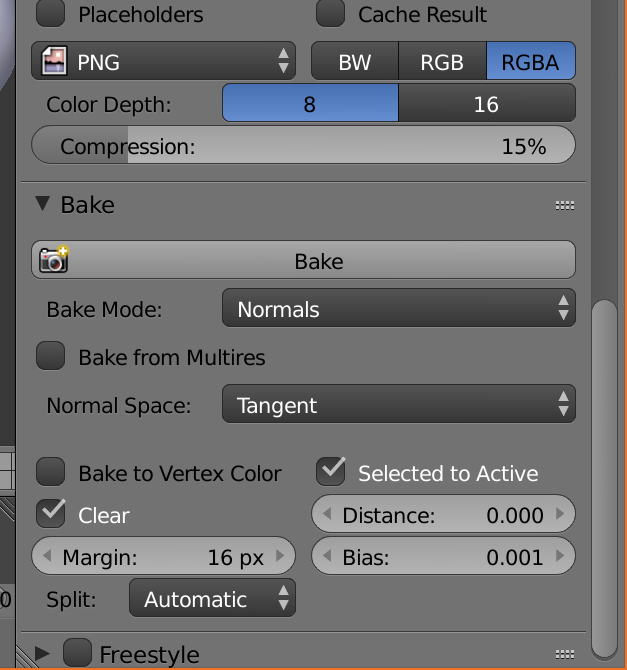 Placeholders Cache Result
PNG BW RGB RGBA
Color Depth: 8 16
Compression: 15%
Bake
Bake
Bake Mode: Normals
Bake from Multires
Normal Space: Tangent
Bake to Vertex Color Selected to Active
Clear Distance: 0.000
Margin: 16 px Bias: 0.001
0 Split: Automatic
Freestyle